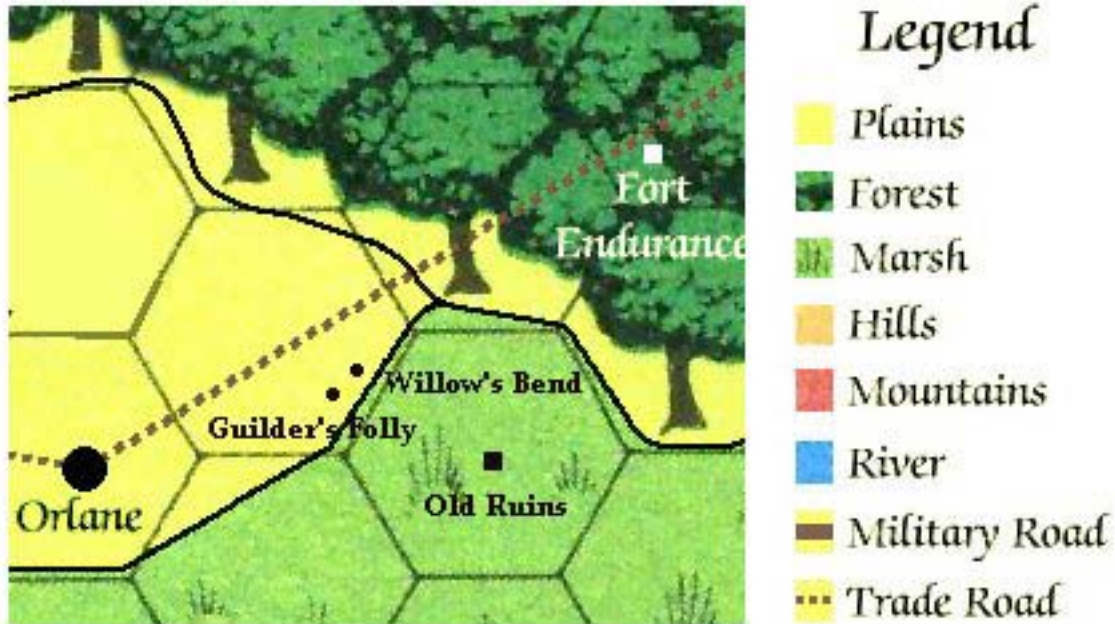 Fort
Endurance
Willow's Bend
Guilder's Folly
Orlane
Old Ruins
Legend
Plains
Forest
Marsh
Hills
Mountains
River
Military Road
Trade Road